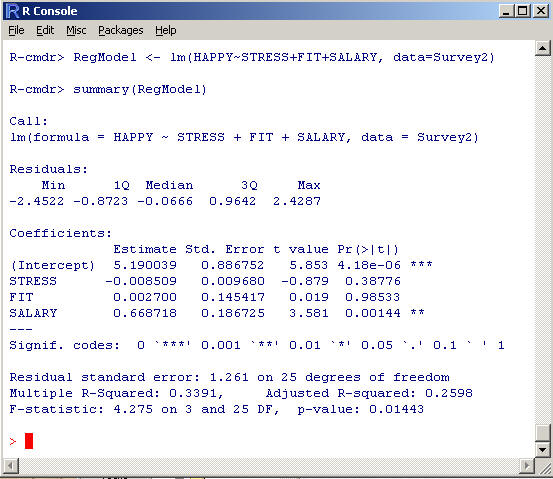 R Console
File Edit Misc Packages Help
R-cmdr> RegModel <- lm(HAPPY~STRESS+FIT+SALARY, data=Survey2)
R-cmdr> summary(RegModel)
Call:
lm(formula = HAPPY ~ STRESS + FIT + SALARY, data = Survey2)
Residuals:
    Min      1Q  Median      3Q     Max
-2.4522 -0.8723 -0.0666  0.9642  2.4287
Coefficients:
             Estimate Std. Error t value Pr(>|t|)
(Intercept)  5.190039   0.886752   5.853 4.18e-06 ***
STRESS      -0.008509   0.009680  -0.879  0.38776
FIT          0.002700   0.145417   0.019  0.98533
SALARY       0.668718   0.186725   3.581  0.00144 **
---
Signif. codes:  0 `***' 0.001 `**' 0.01 `*' 0.05 `.' 0.1 ` ' 1
Residual standard error: 1.261 on 25 degrees of freedom
Multiple R-Squared: 0.3391,     Adjusted R-squared: 0.2598
F-statistic: 4.275 on 3 and 25 DF,  p-value: 0.01443
>